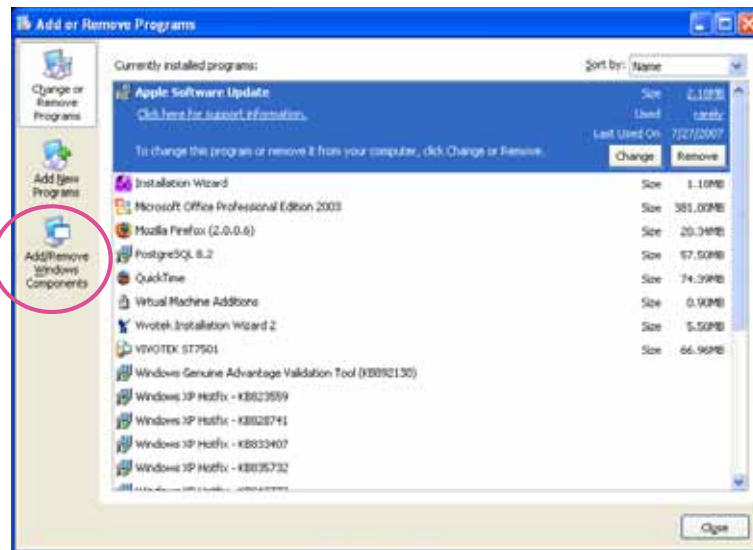 Add or Remove Programs
Change or Remove Programs
Add New Programs
Add/Remove Windows Components
Currently installed programs:
Sort by: Name
Apple Software Update Size 2.10MB
Click here for support information. Used rarely
Last Used On 7/27/2007
To change this program or remove it from your computer, click Change or Remove. Change Remove
Installation Wizard Size 1.10MB
Microsoft Office Professional Edition 2003 Size 381.00MB
Mozilla Firefox (2.0.0.6) Size 20.34MB
PostgreSQL 8.2 Size 57.50MB
QuickTime Size 74.39MB
Virtual Machine Additions Size 0.90MB
Vivotek Installation Wizard 2 Size 5.50MB
VIVOTEK ST7501 Size 66.96MB
Windows Genuine Advantage Validation Tool (KB892130)
Windows XP Hotfix - KB823559
Windows XP Hotfix - KB828741
Windows XP Hotfix - KB833407
Windows XP Hotfix - KB835732
Close